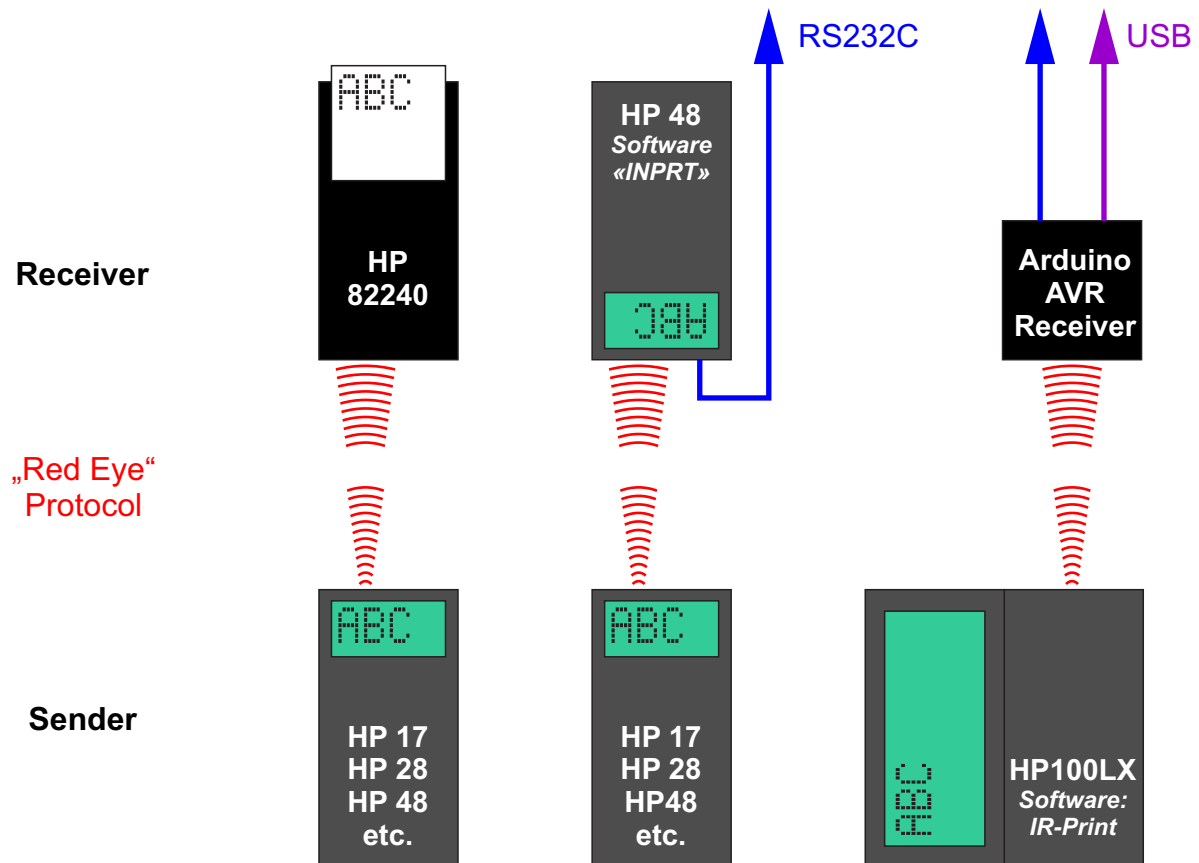 RS232C
USB
ABC
HP 48
Software
«INPRT»
Receiver
HP
82240
ABC
Arduino
AVR
Receiver
„Red Eye“
Protocol
ABC
ABC
Sender
HP 17
HP 28
HP 48
etc.
HP 17
HP 28
HP48
etc.
ABC
HP100LX
Software:
IR-Print